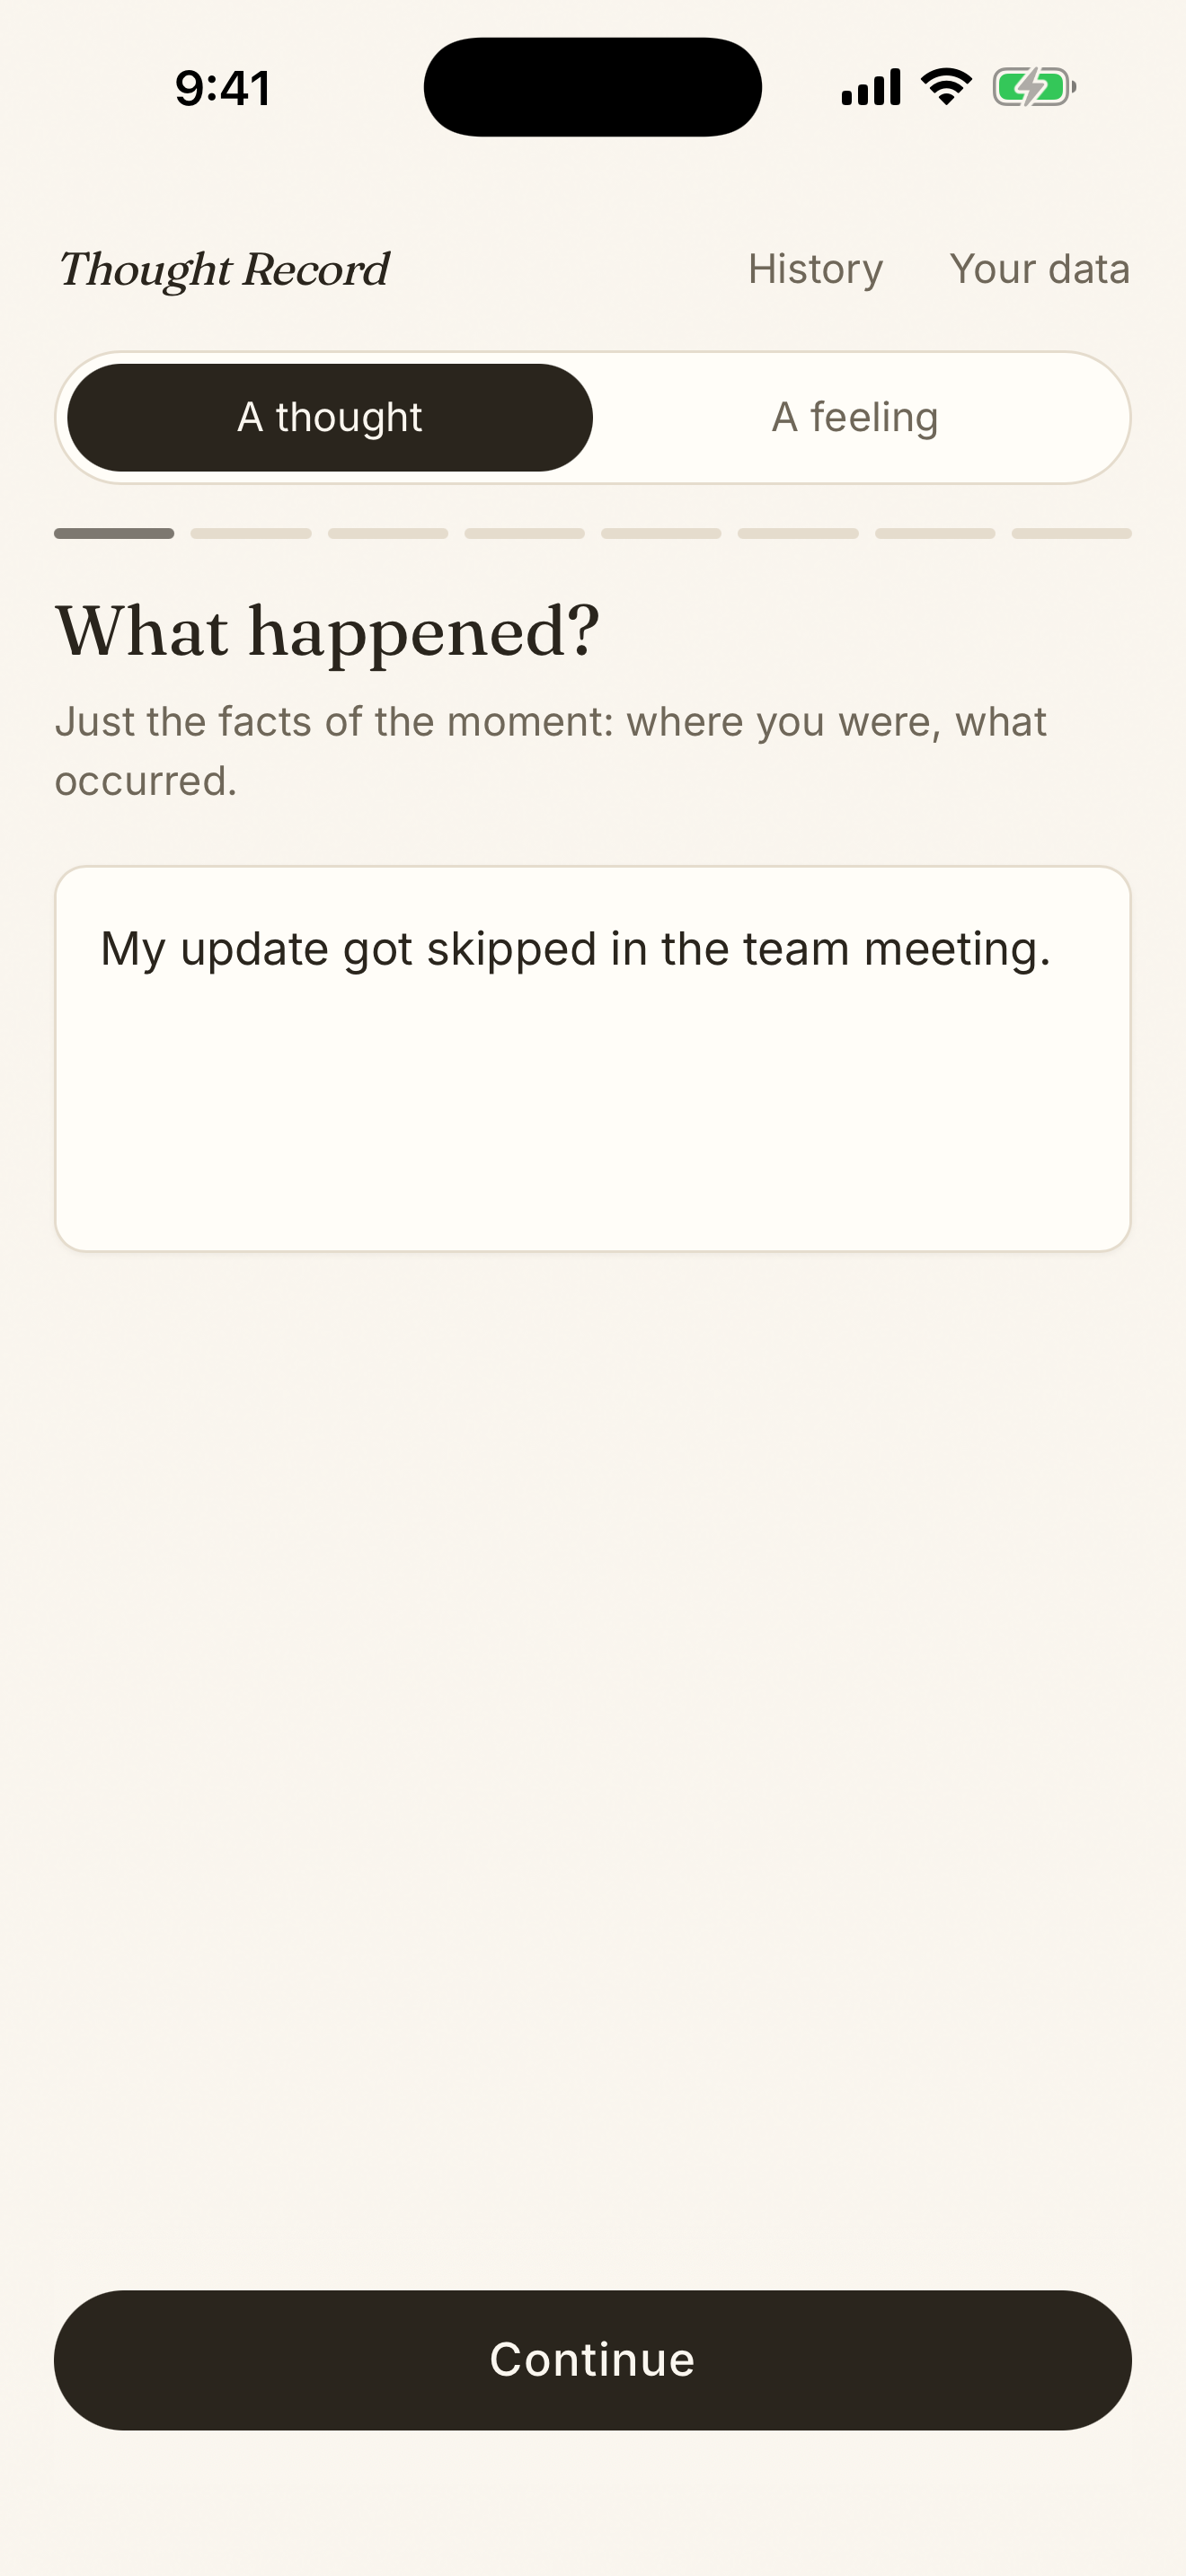 9:41
Thought Record
History
Your data
A thought
A feeling
What happened?
Just the facts of the moment: where you were, what
occurred.
My update got skipped in the team meeting.
Continue